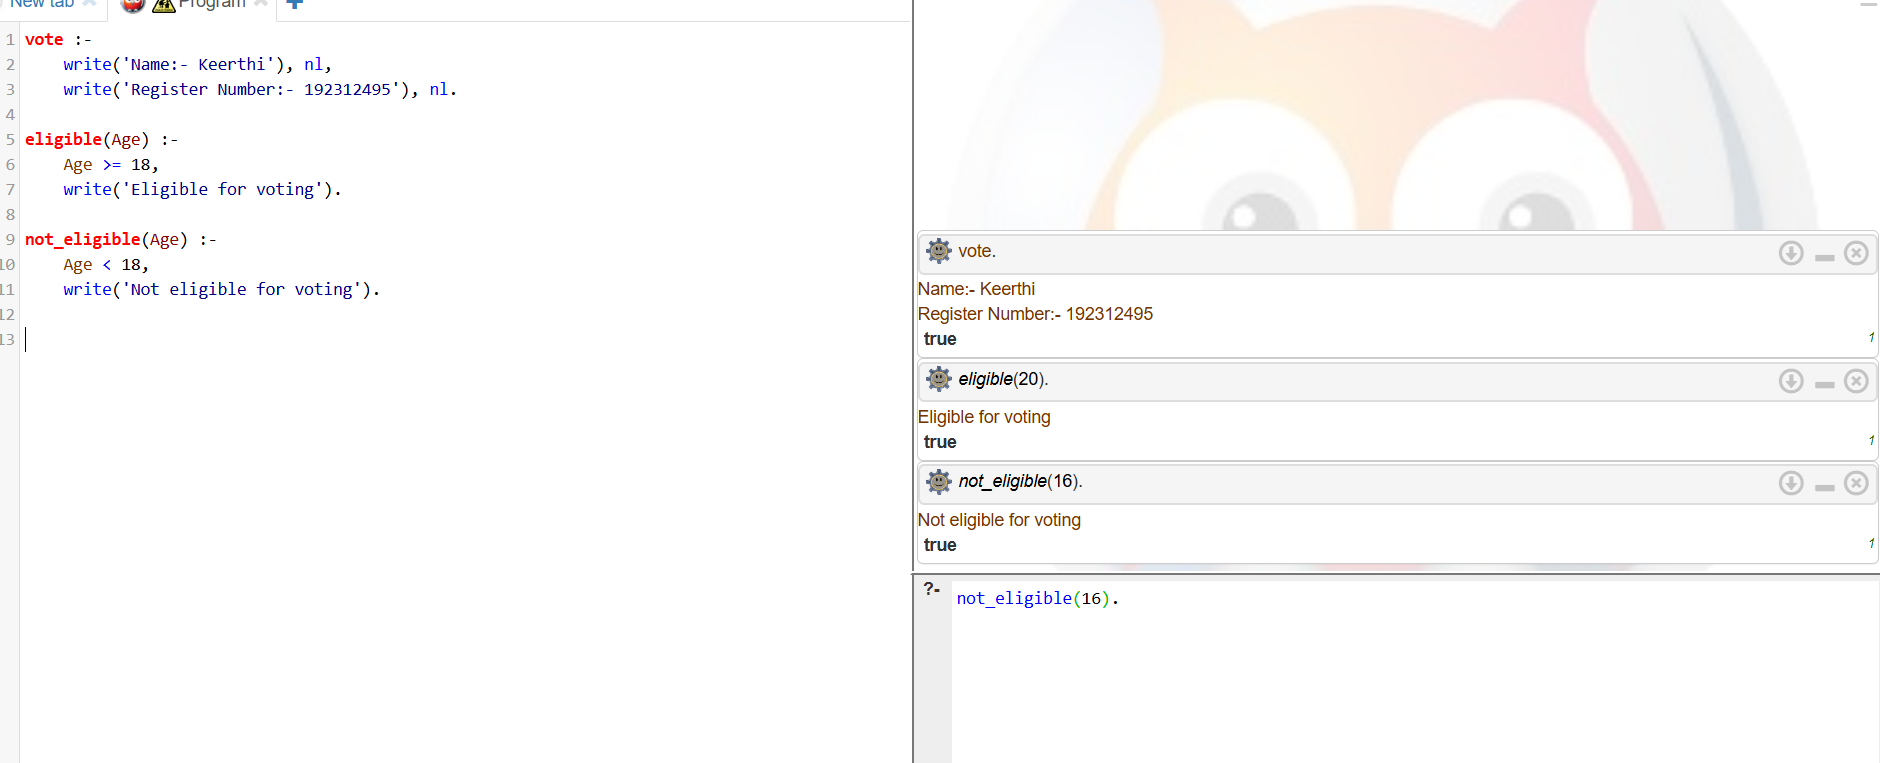 New tab
Program
1 vote :-
2 write('Name:- Keerthi'), nl,
3 write('Register Number:- 192312495'), nl.
4
5 eligible(Age) :-
6 Age >= 18,
7 write('Eligible for voting').
8
9 not_eligible(Age) :-
10 Age < 18,
11 write('Not eligible for voting').
12
13
vote.
Name:- Keerthi
Register Number:- 192312495
true
1
eligible(20).
Eligible for voting
true
1
not_eligible(16).
Not eligible for voting
true
1
?- not_eligible(16).